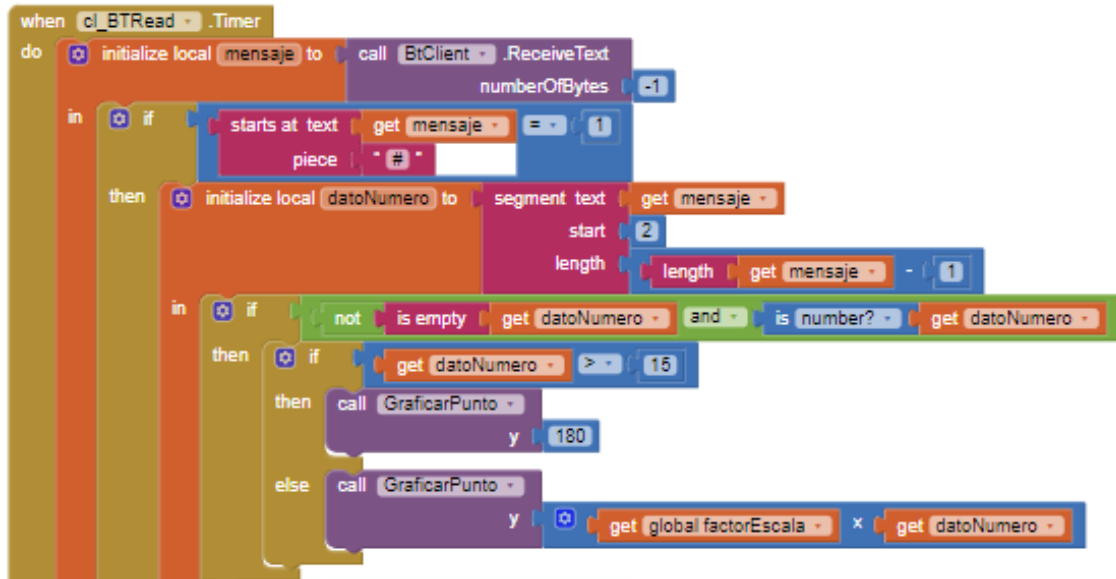 when cl_BTRead .Timer
do initialize local mensaje to call BtClient .ReceiveText
numberOfBytes -1
in if starts at text get mensaje = 1
piece " # "
then initialize local datoNumero to segment text get mensaje
start 2
length length get mensaje - 1
in if not is empty get datoNumero and is number? get datoNumero
then if get datoNumero > 15
then call GraficarPunto
y 180
else call GraficarPunto
y get global factorEscala × get datoNumero